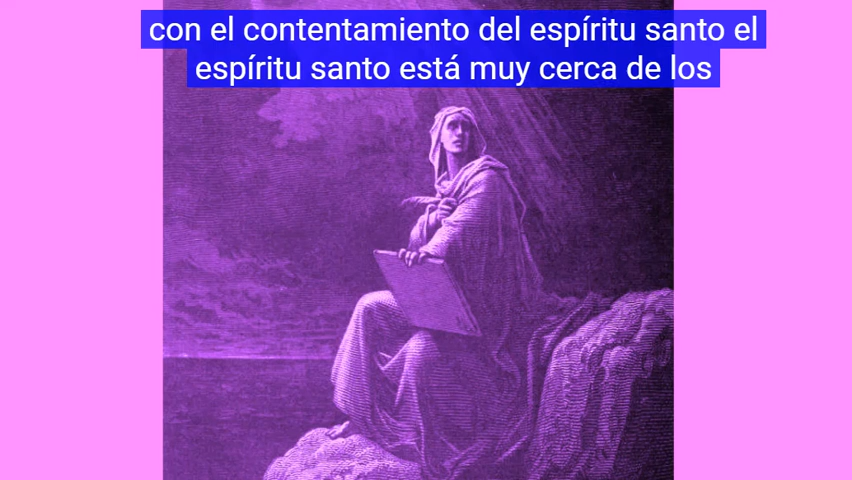 con el contentamiento del espíritu santo el
espíritu santo está muy cerca de los